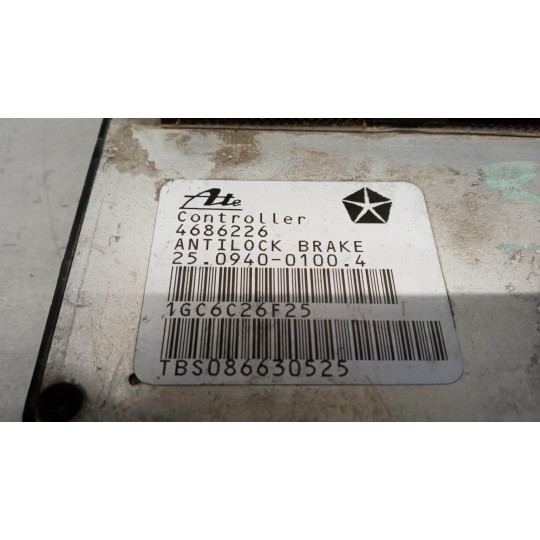 Ate
Controller
4686226
ANTILOCK BRAKE
25.0940-0100.4
1GC6C26F25
TBS086630525